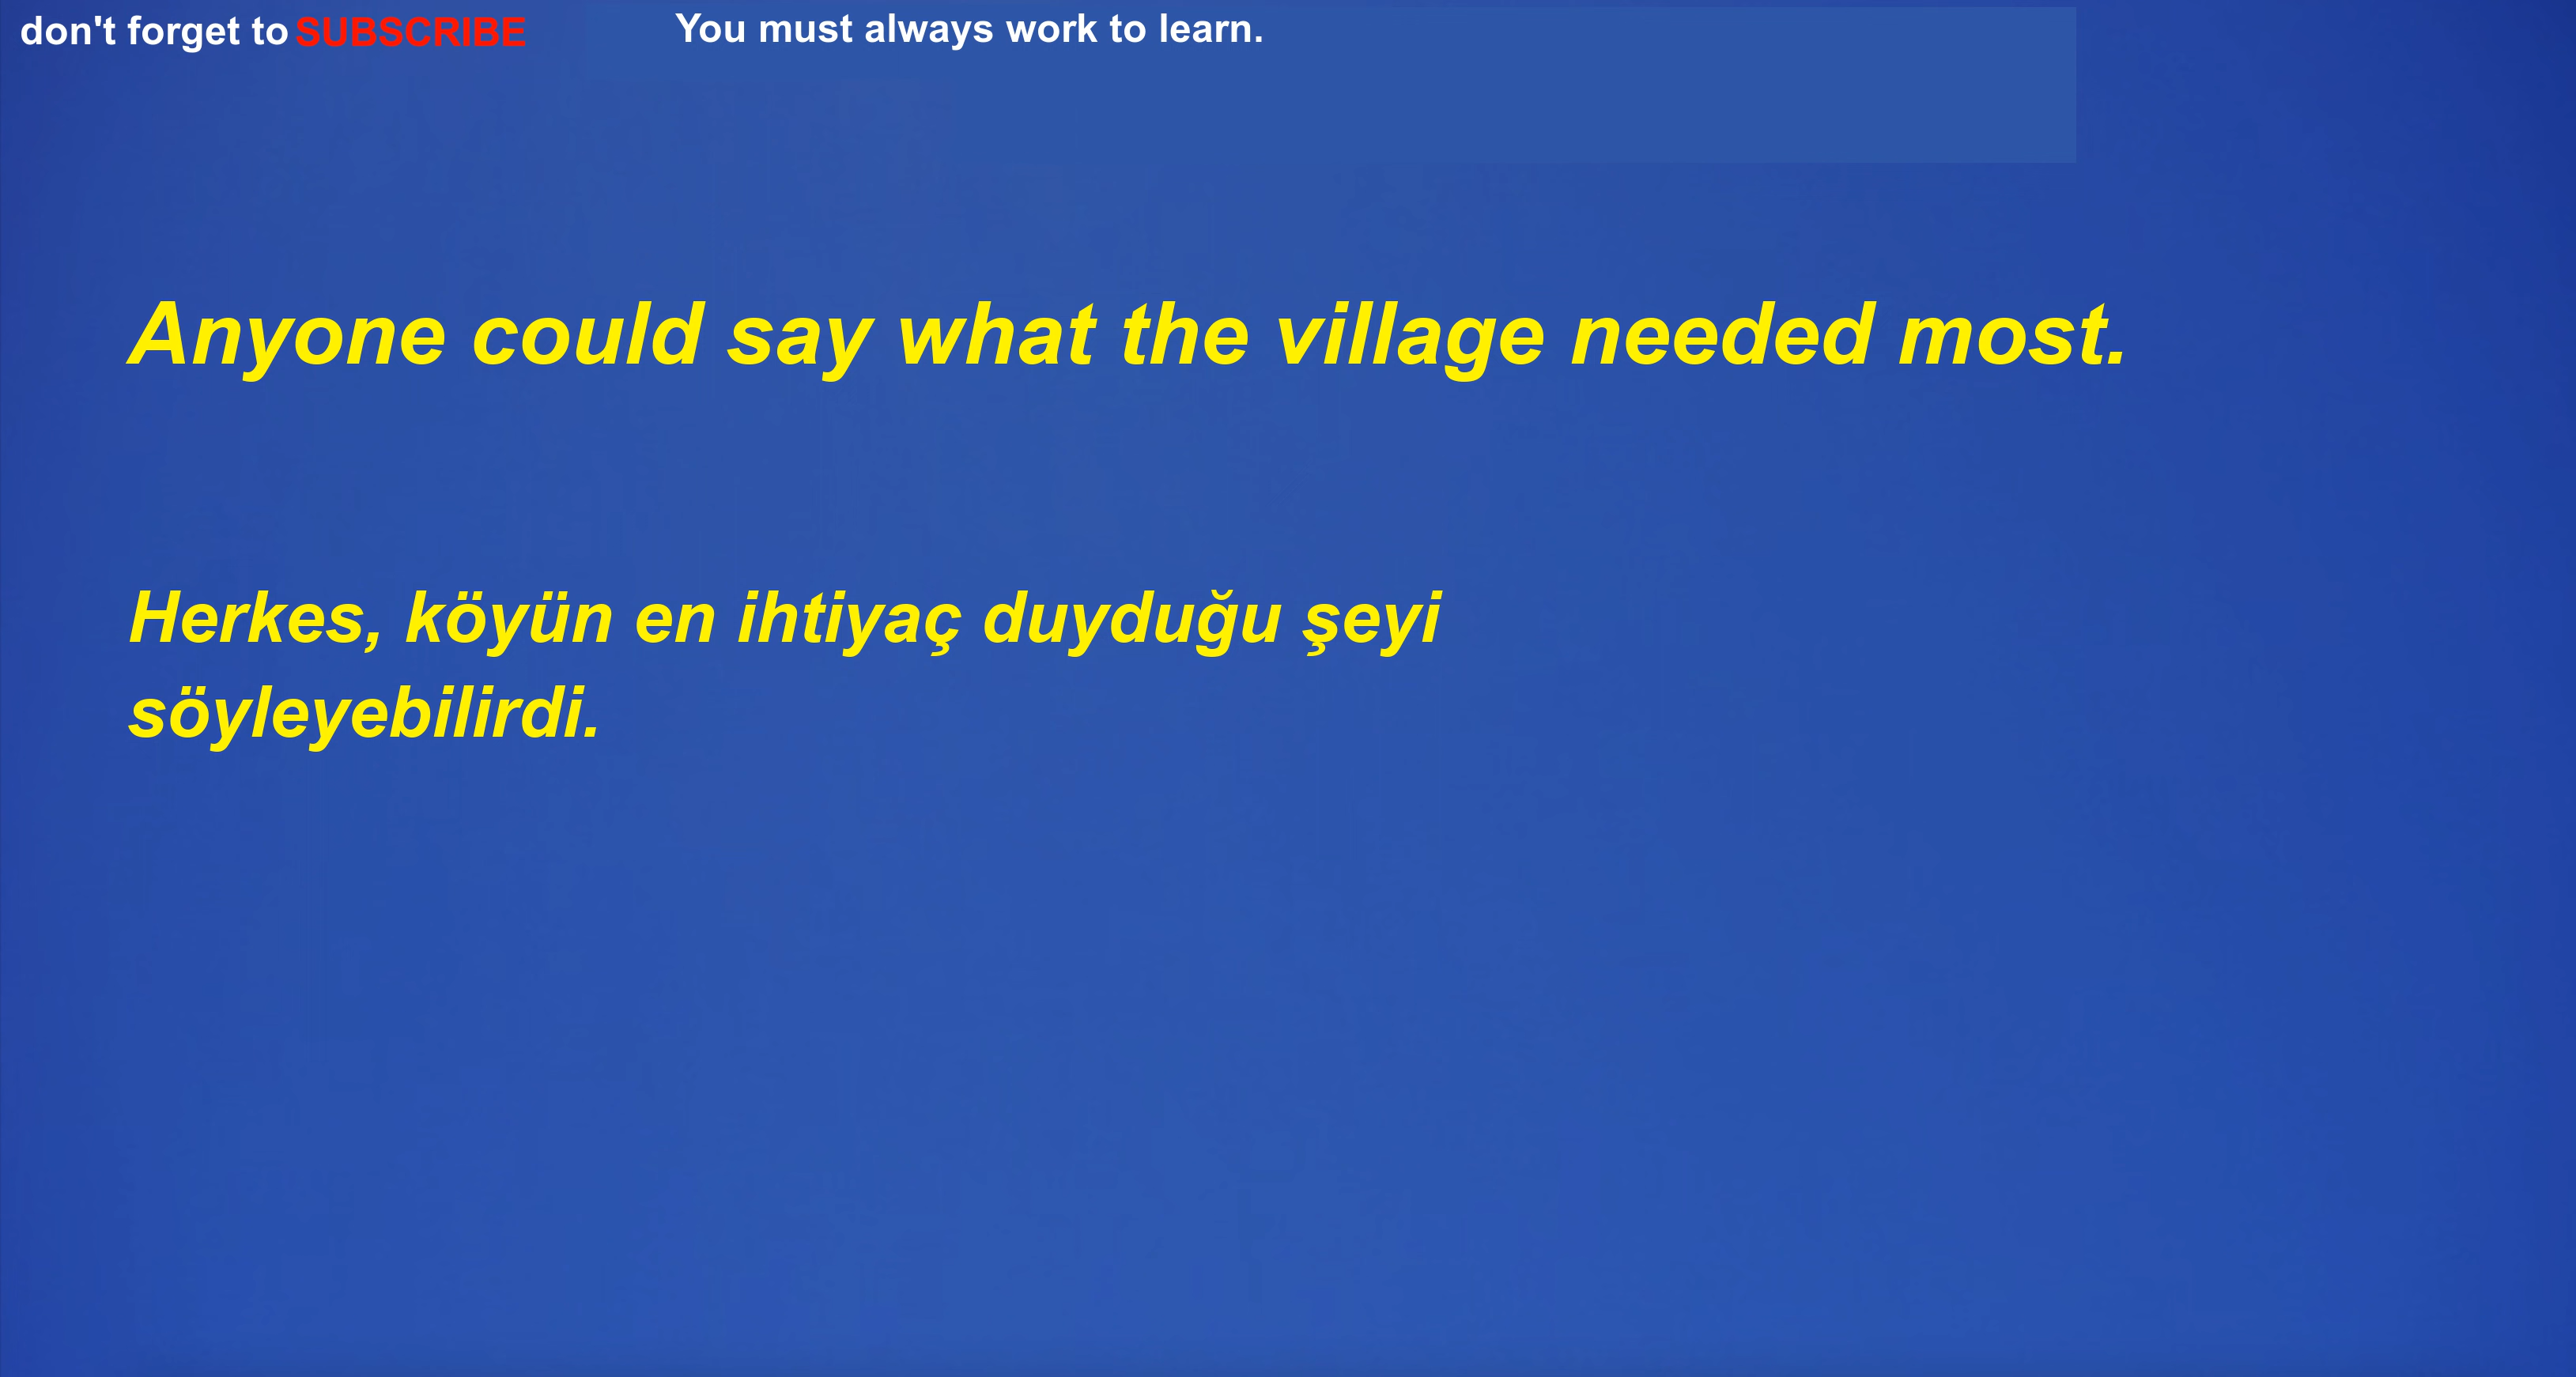 don't forget to SUBSCRIBE
You must always work to learn.
Anyone could say what the village needed most.
Herkes, köyün en ihtiyaç duyduğu şeyi
söyleyebilirdi.